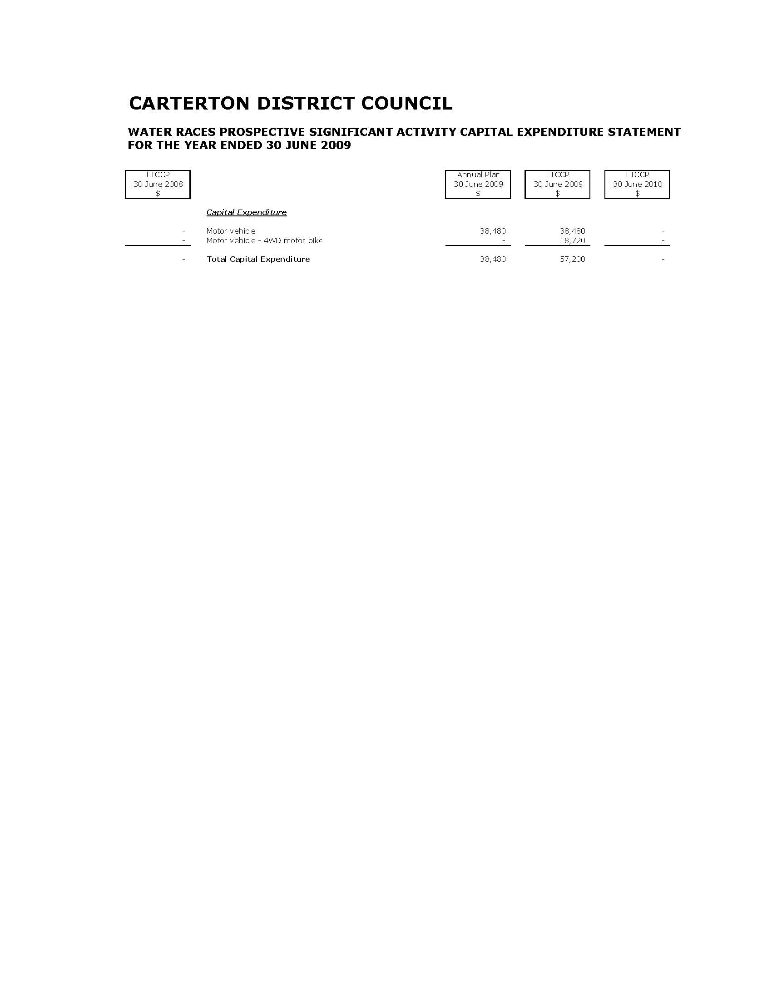 CARTERTON DISTRICT COUNCIL
WATER RACES PROSPECTIVE SIGNIFICANT ACTIVITY CAPITAL EXPENDITURE STATEMENT
FOR THE YEAR ENDED 30 JUNE 2009
LTCCP Annual Plan LTCCP LTCCP
30 June 2008 30 June 2009 30 June 2009 30 June 2010
$ $ $ $
Capital Expenditure
- Motor vehicle 38,480 38,480 -
- Motor vehicle - 4WD motor bike - 18,720 -
- Total Capital Expenditure 38,480 57,200 -